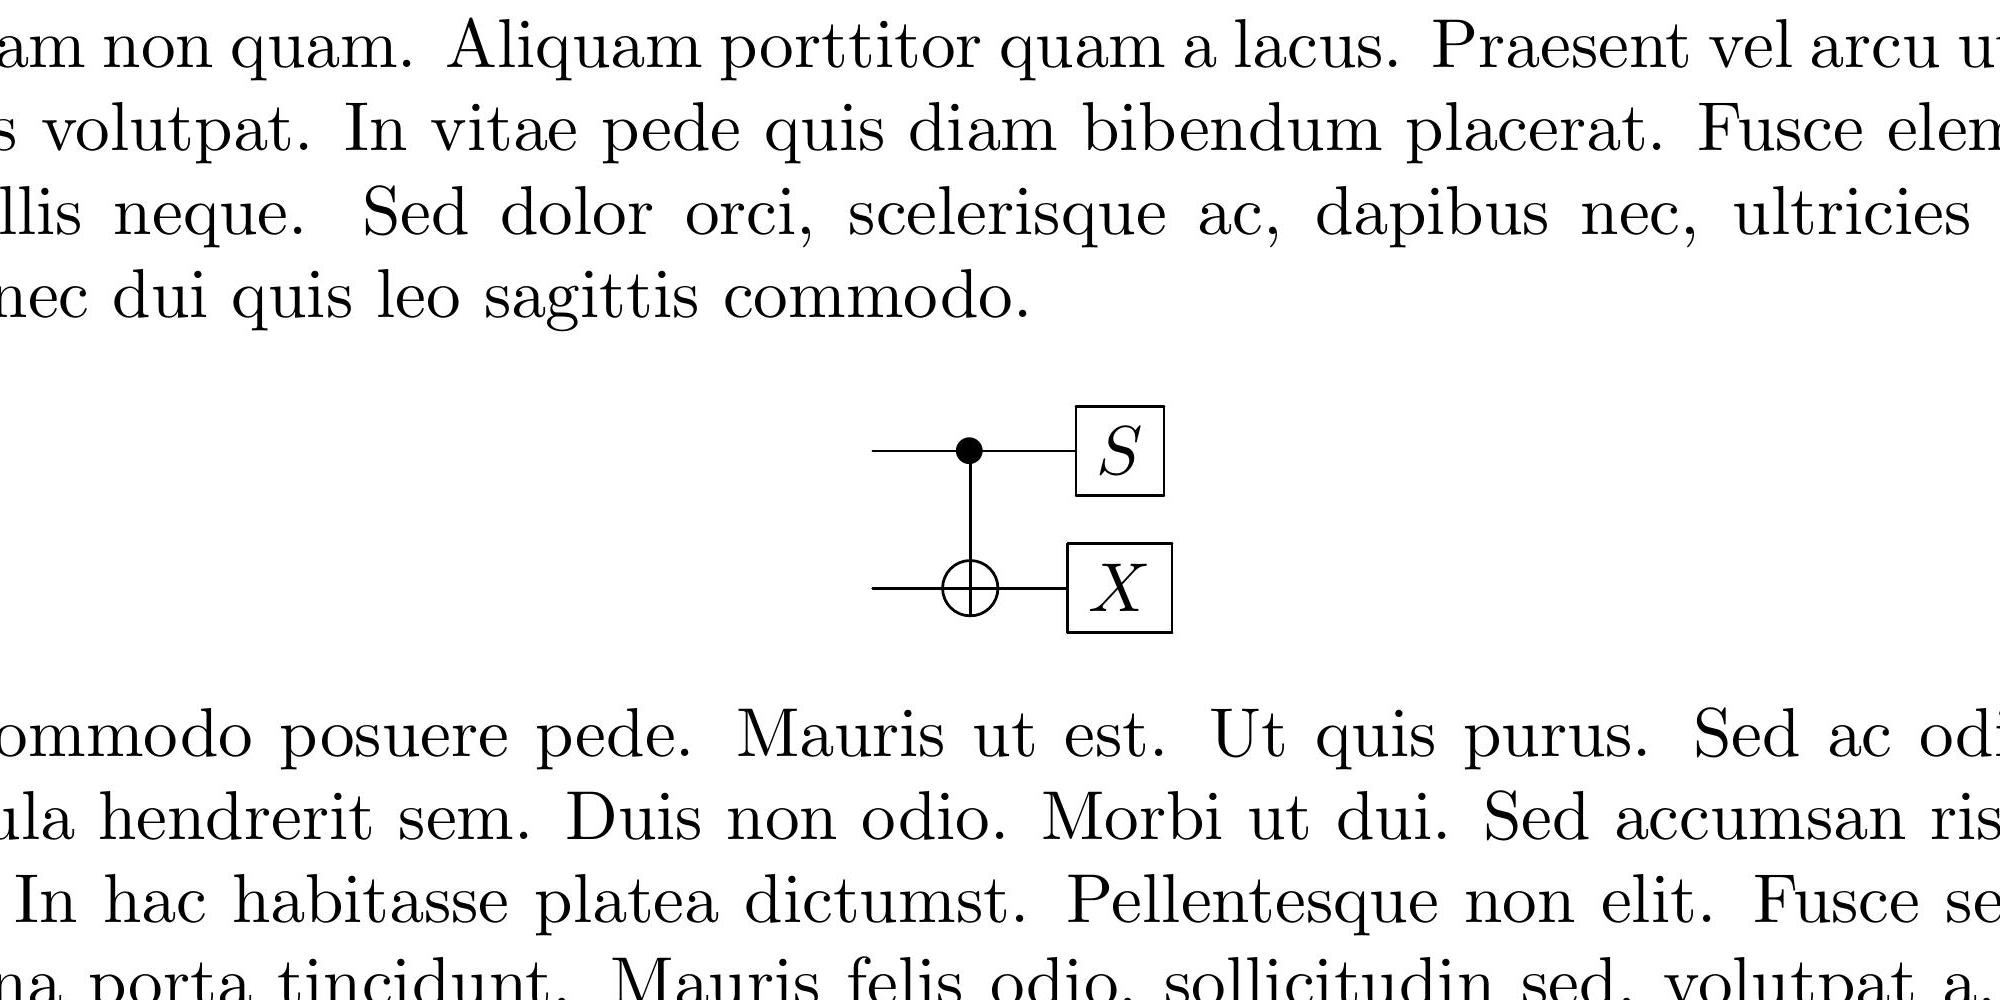 am non quam. Aliquam porttitor quam a lacus. Praesent vel arcu u
s volutpat. In vitae pede quis diam bibendum placerat. Fusce elem
llis neque. Sed dolor orci, scelerisque ac, dapibus nec, ultricies
nec dui quis leo sagittis commodo.
S
X
ommodo posuere pede. Mauris ut est. Ut quis purus. Sed ac odi
ula hendrerit sem. Duis non odio. Morbi ut dui. Sed accumsan ris
In hac habitasse platea dictumst. Pellentesque non elit. Fusce se
na porta tincidunt. Mauris felis odio, sollicitudin sed, volutpat a,